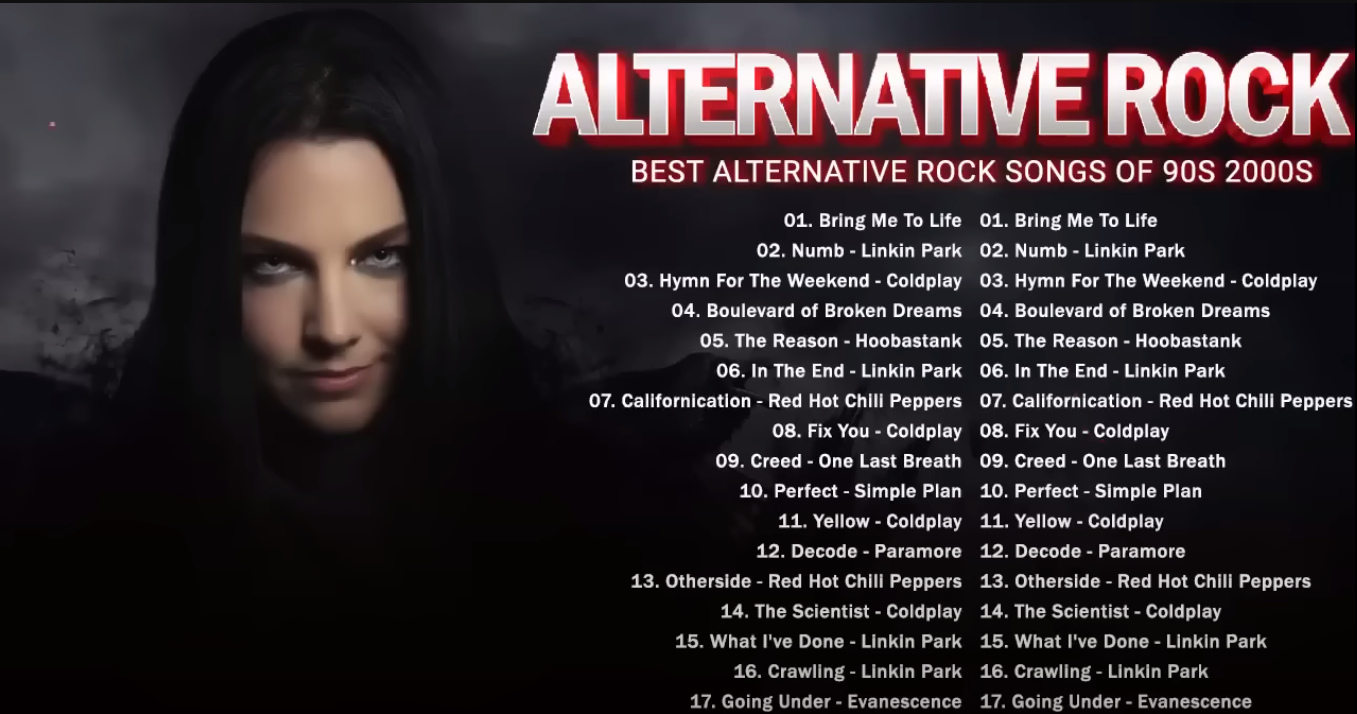 ALTERNATIVE ROCK
BEST ALTERNATIVE ROCK SONGS OF 90S 2000S
01. Bring Me To Life 01. Bring Me To Life
02. Numb - Linkin Park 02. Numb - Linkin Park
03. Hymn For The Weekend - Coldplay 03. Hymn For The Weekend - Coldplay
04. Boulevard of Broken Dreams 04. Boulevard of Broken Dreams
05. The Reason - Hoobastank 05. The Reason - Hoobastank
06. In The End - Linkin Park 06. In The End - Linkin Park
07. Californication - Red Hot Chili Peppers 07. Californication - Red Hot Chili Peppers
08. Fix You - Coldplay 08. Fix You - Coldplay
09. Creed - One Last Breath 09. Creed - One Last Breath
10. Perfect - Simple Plan 10. Perfect - Simple Plan
11. Yellow - Coldplay 11. Yellow - Coldplay
12. Decode - Paramore 12. Decode - Paramore
13. Otherside - Red Hot Chili Peppers 13. Otherside - Red Hot Chili Peppers
14. The Scientist - Coldplay 14. The Scientist - Coldplay
15. What I've Done - Linkin Park 15. What I've Done - Linkin Park
16. Crawling - Linkin Park 16. Crawling - Linkin Park
17. Going Under - Evanescence 17. Going Under - Evanescence